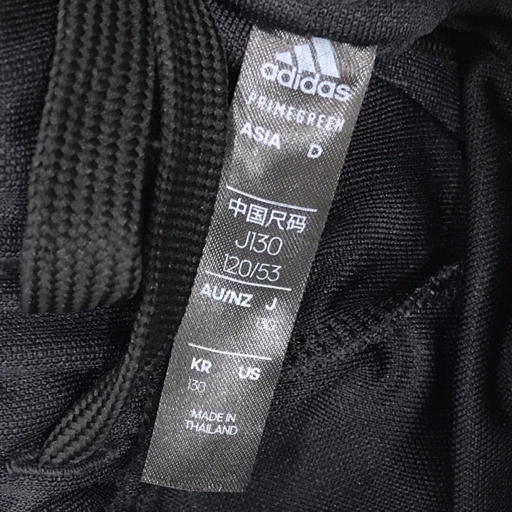 adidas
PRIMEGREEN
ASIA D
中国尺码
J130
120/53
AU/NZ J
130
KR US
130
MADE IN
THAILAND